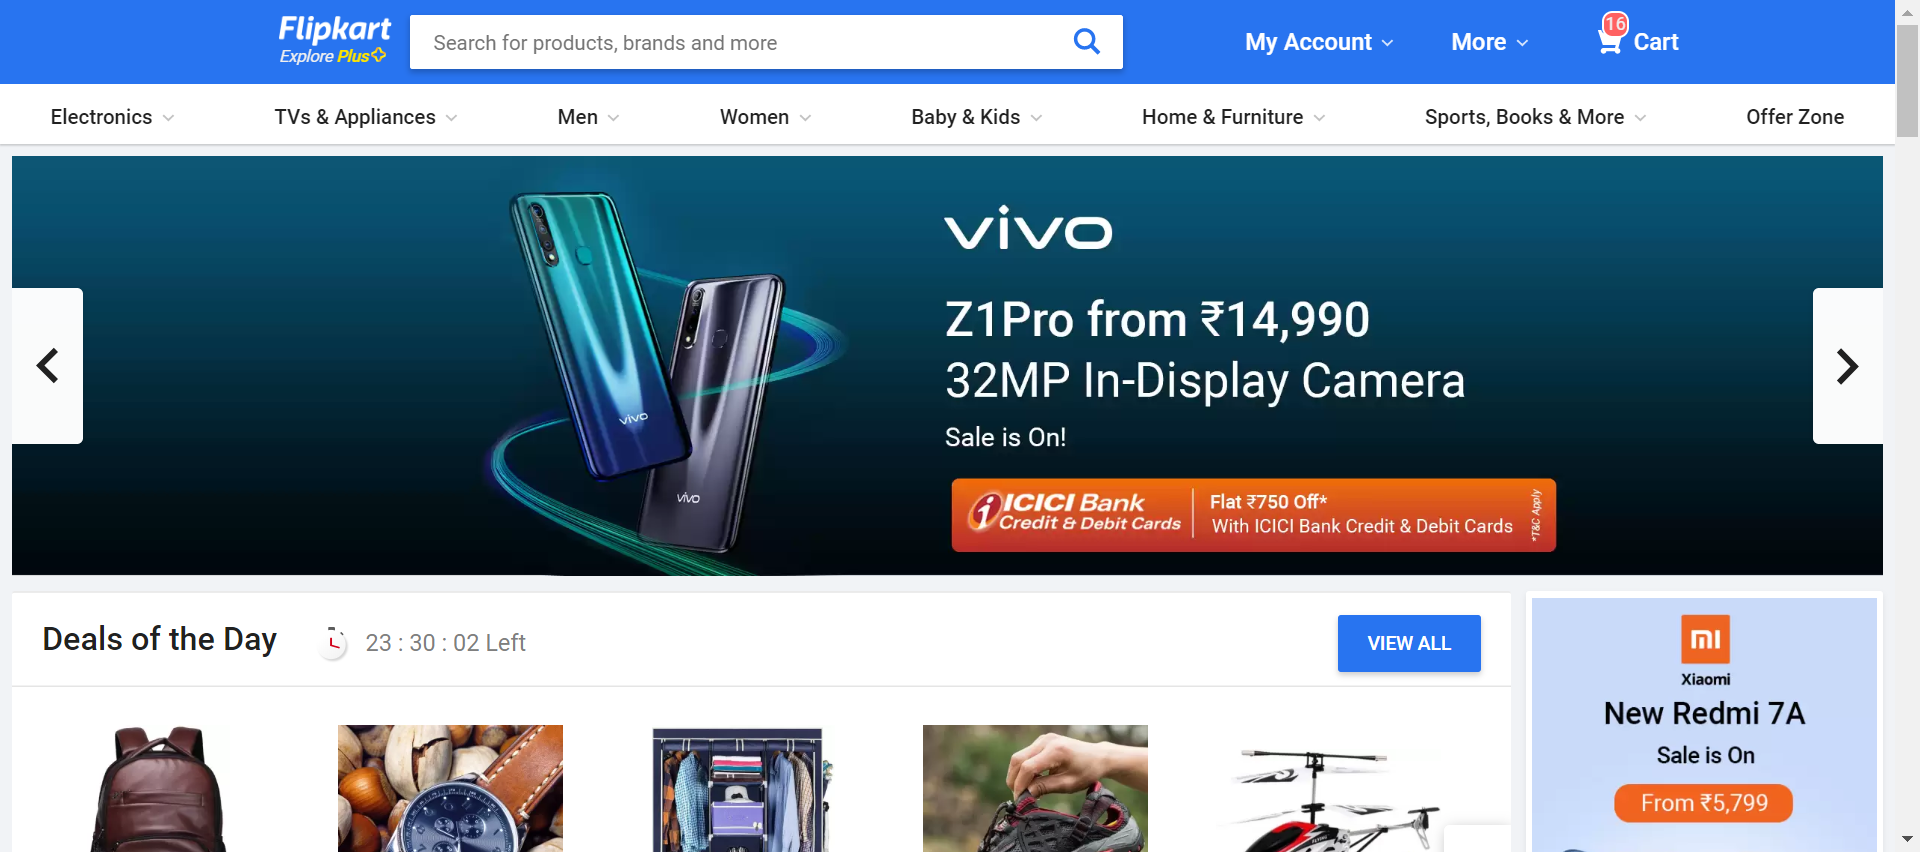 Flipkart
Explore Plus
Search for products, brands and more
My Account
More
16
Cart
Electronics
TVs & Appliances
Men
Women
Baby & Kids
Home & Furniture
Sports, Books & More
Offer Zone
vivo
Z1Pro from ₹14,990
32MP In-Display Camera
Sale is On!
vivo
vivo
ICICI Bank
Credit & Debit Cards
Flat ₹750 Off*
With ICICI Bank Credit & Debit Cards
*T&C Apply
Deals of the Day
23 : 30 : 02 Left
VIEW ALL
mi
Xiaomi
New Redmi 7A
Sale is On
From ₹5,799